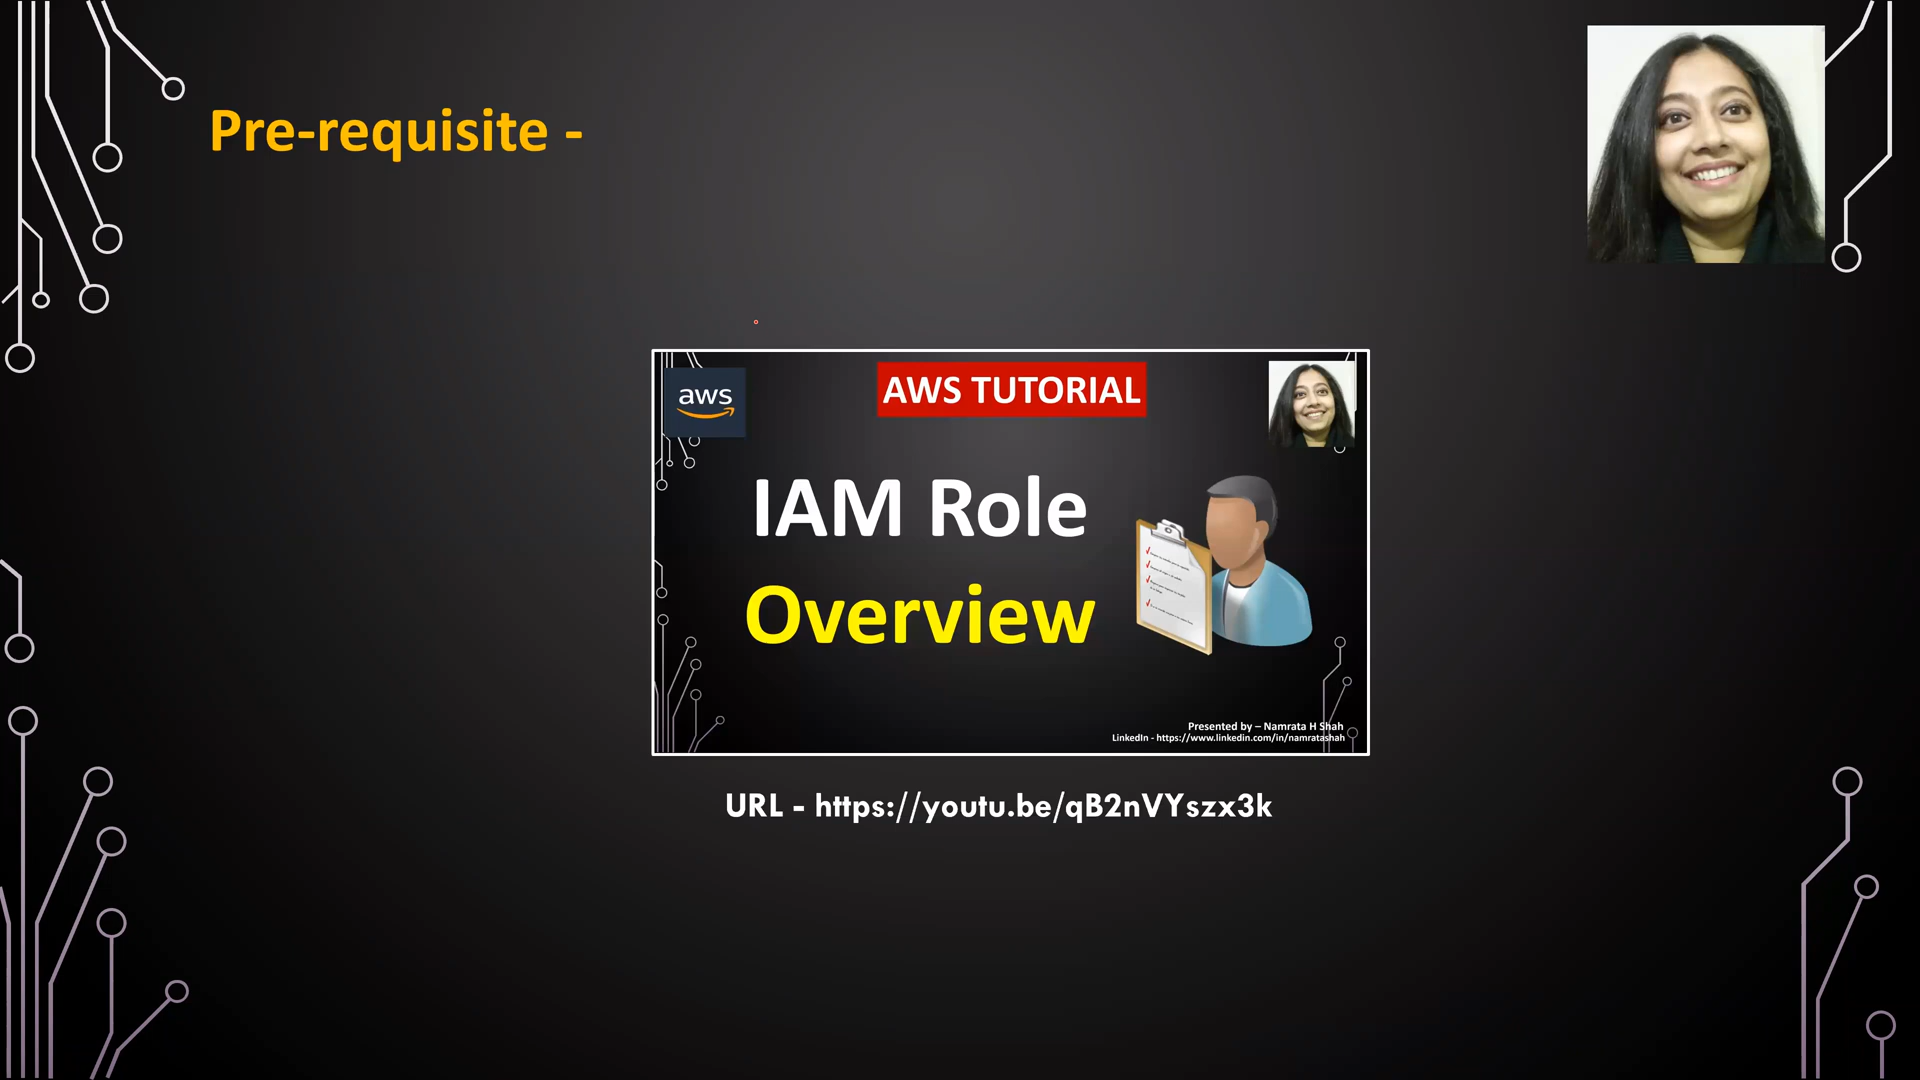 Pre-requisite -
aws
AWS TUTORIAL
IAM Role
Overview
Presented by – Namrata H Shah
LinkedIn - https://www.linkedin.com/in/namratashah
URL - https://youtu.be/qB2nVYszx3k